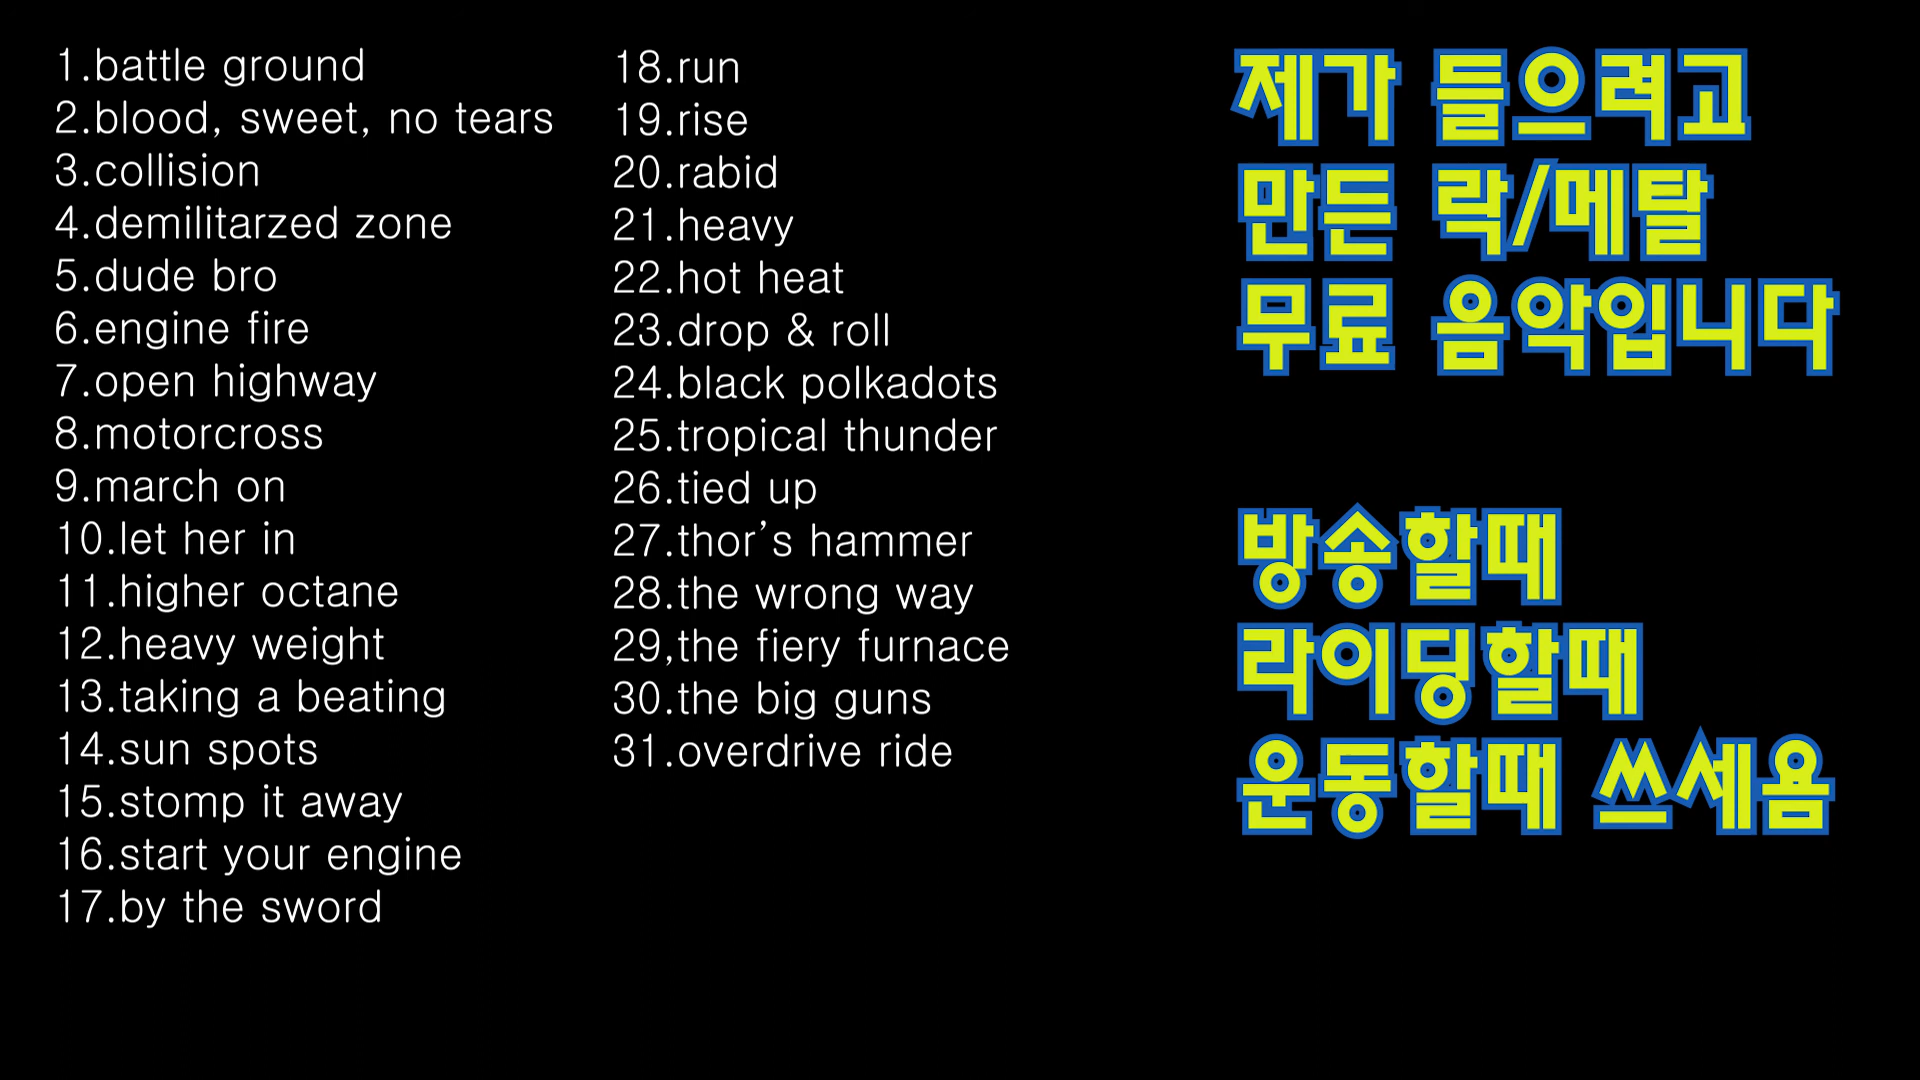 1.battle ground
2.blood, sweet, no tears
3.collision
4.demilitarzed zone
5.dude bro
6.engine fire
7.open highway
8.motorcross
9.march on
10.let her in
11.higher octane
12.heavy weight
13.taking a beating
14.sun spots
15.stomp it away
16.start your engine
17.by the sword
18.run
19.rise
20.rabid
21.heavy
22.hot heat
23.drop & roll
24.black polkadots
25.tropical thunder
26.tied up
27.thor’s hammer
28.the wrong way
29,the fiery furnace
30.the big guns
31.overdrive ride
제가 들으려고
만든 락/메탈
무료 음악입니다
방송할때
라이딩할때
운동할때 쓰세욤